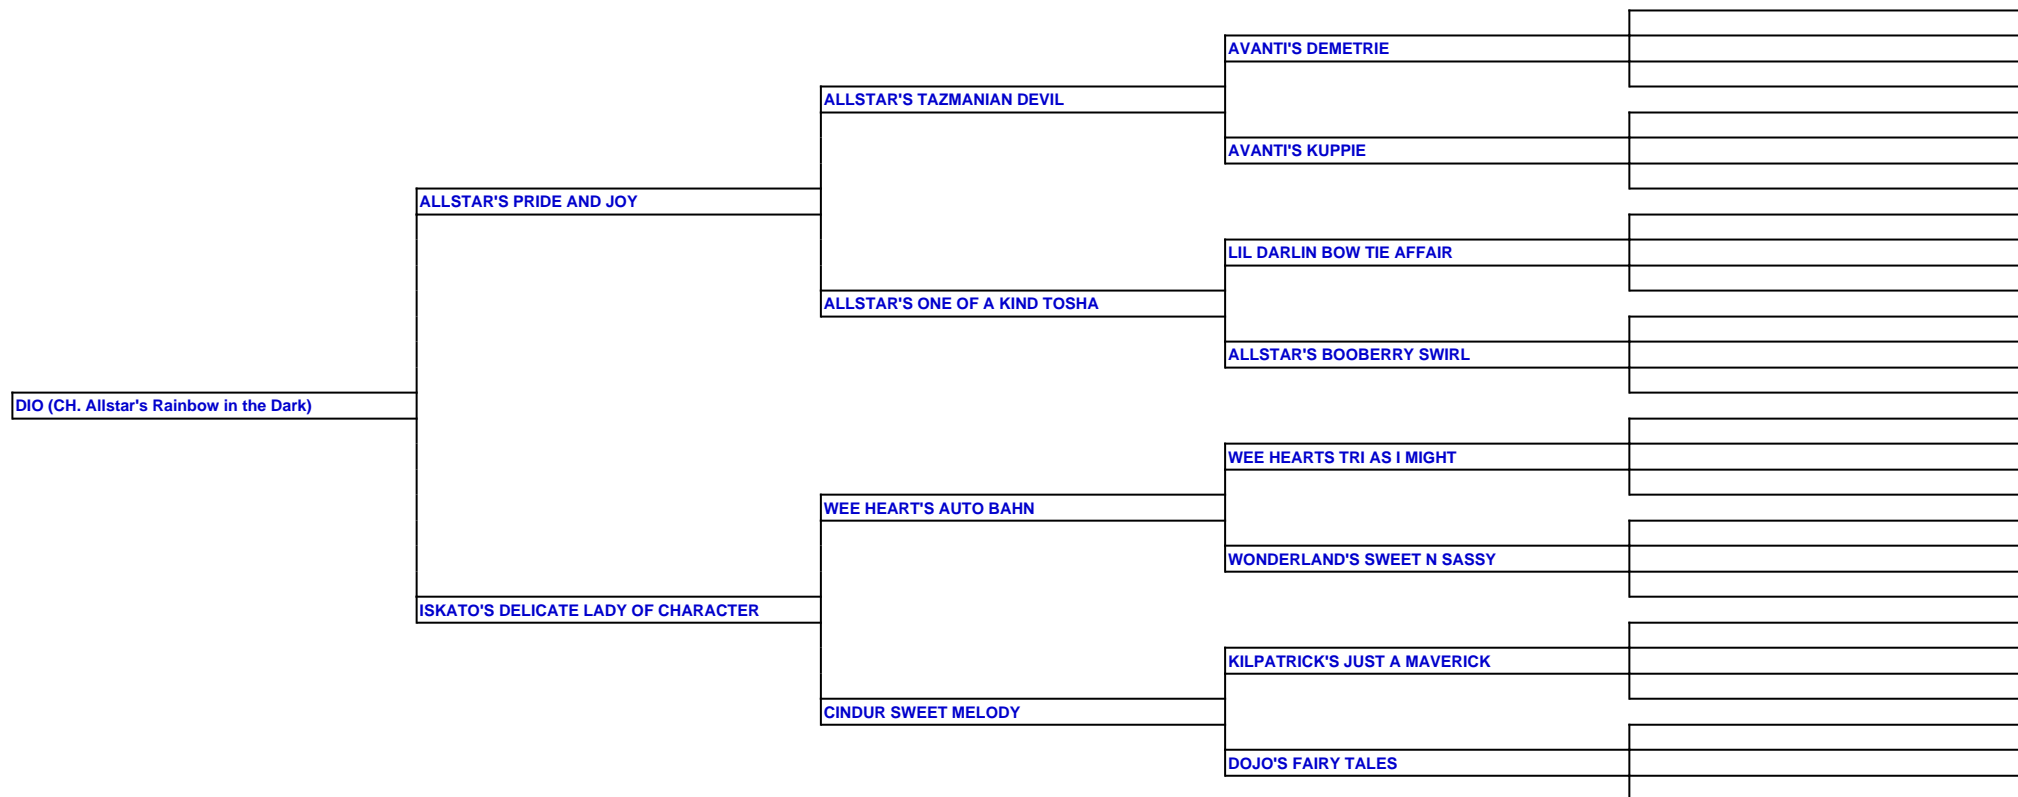 AVANTI'S DEMETRIE
ALLSTAR'S TAZMANIAN DEVIL
AVANTI'S KUPPIE
ALLSTAR'S PRIDE AND JOY
LIL DARLIN BOW TIE AFFAIR
ALLSTAR'S ONE OF A KIND TOSHA
ALLSTAR'S BOOBERRY SWIRL
DIO (CH. Allstar's Rainbow in the Dark)
WEE HEARTS TRI AS I MIGHT
WEE HEART'S AUTO BAHN
WONDERLAND'S SWEET N SASSY
ISKATO'S DELICATE LADY OF CHARACTER
KILPATRICK'S JUST A MAVERICK
CINDUR SWEET MELODY
DOJO'S FAIRY TALES